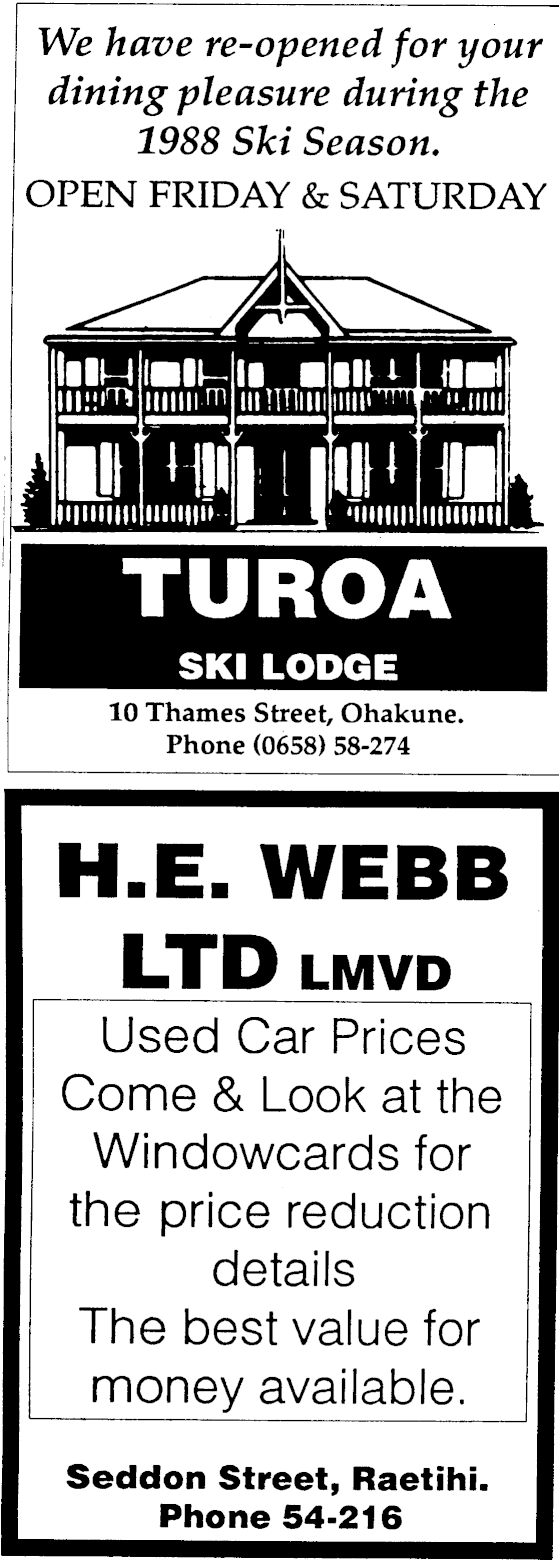 We have re-opened for your
dining pleasure during the
1988 Ski Season.
OPEN FRIDAY & SATURDAY
TUROA
SKI LODGE
10 Thames Street, Ohakune.
Phone (0658) 58-274
H.E. WEBB
LTD LMVD
Used Car Prices
Come & Look at the
Windowcards for
the price reduction
details
The best value for
money available.
Seddon Street, Raetihi.
Phone 54-216